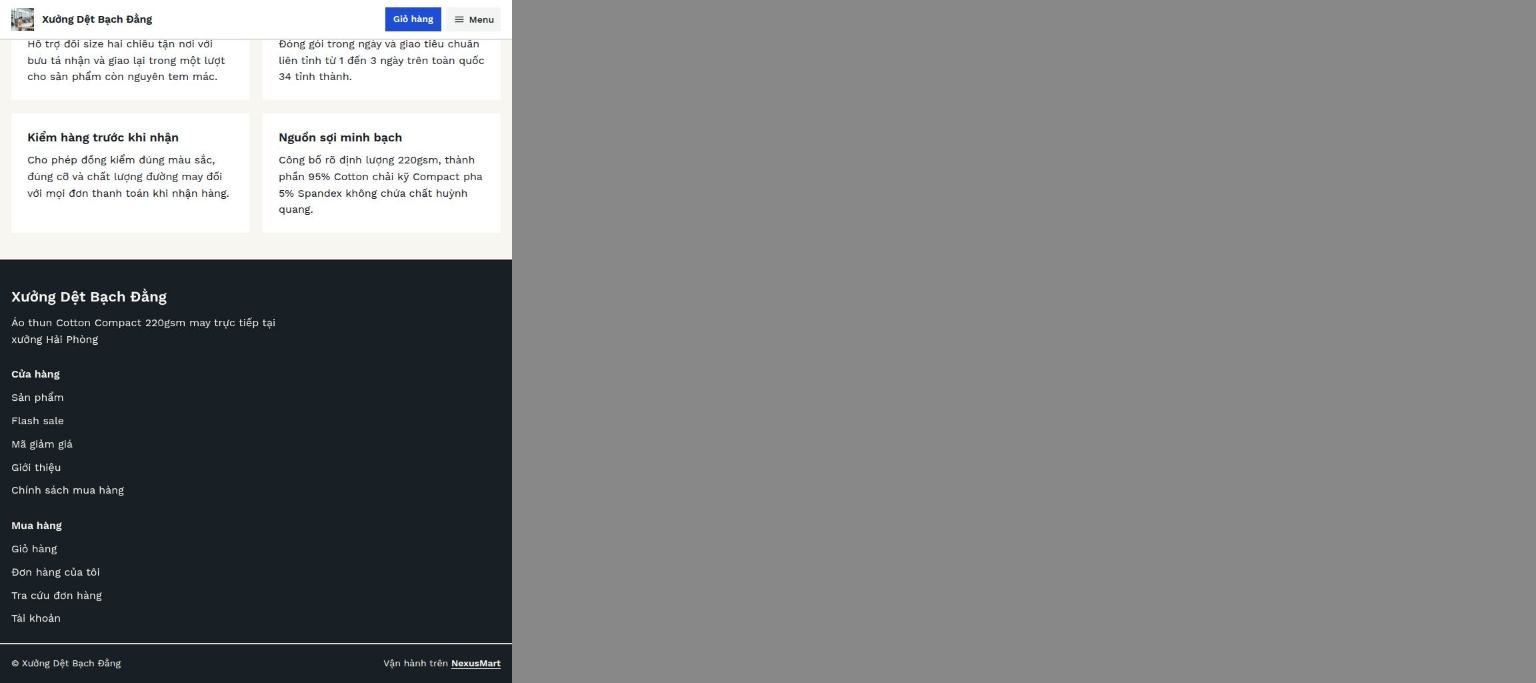 Xưởng Dệt Bạch Đằng
Giỏ hàng
Menu
Hỗ trợ đổi size hai chiều tận nơi với
bưu tá nhận và giao lại trong một lượt
cho sản phẩm còn nguyên tem mác.
Đóng gói trong ngày và giao tiêu chuẩn
liên tỉnh từ 1 đến 3 ngày trên toàn quốc
34 tỉnh thành.
Kiểm hàng trước khi nhận
Cho phép đồng kiểm đúng màu sắc,
đúng cỡ và chất lượng đường may đối
với mọi đơn thanh toán khi nhận hàng.
Nguồn sợi minh bạch
Công bố rõ định lượng 220gsm, thành
phần 95% Cotton chải kỹ Compact pha
5% Spandex không chứa chất huỳnh
quang.
Xưởng Dệt Bạch Đằng
Áo thun Cotton Compact 220gsm may trực tiếp tại
xưởng Hải Phòng
Cửa hàng
Sản phẩm
Flash sale
Mã giảm giá
Giới thiệu
Chính sách mua hàng
Mua hàng
Giỏ hàng
Đơn hàng của tôi
Tra cứu đơn hàng
Tài khoản
© Xưởng Dệt Bạch Đằng
Vận hành trên NexusMart